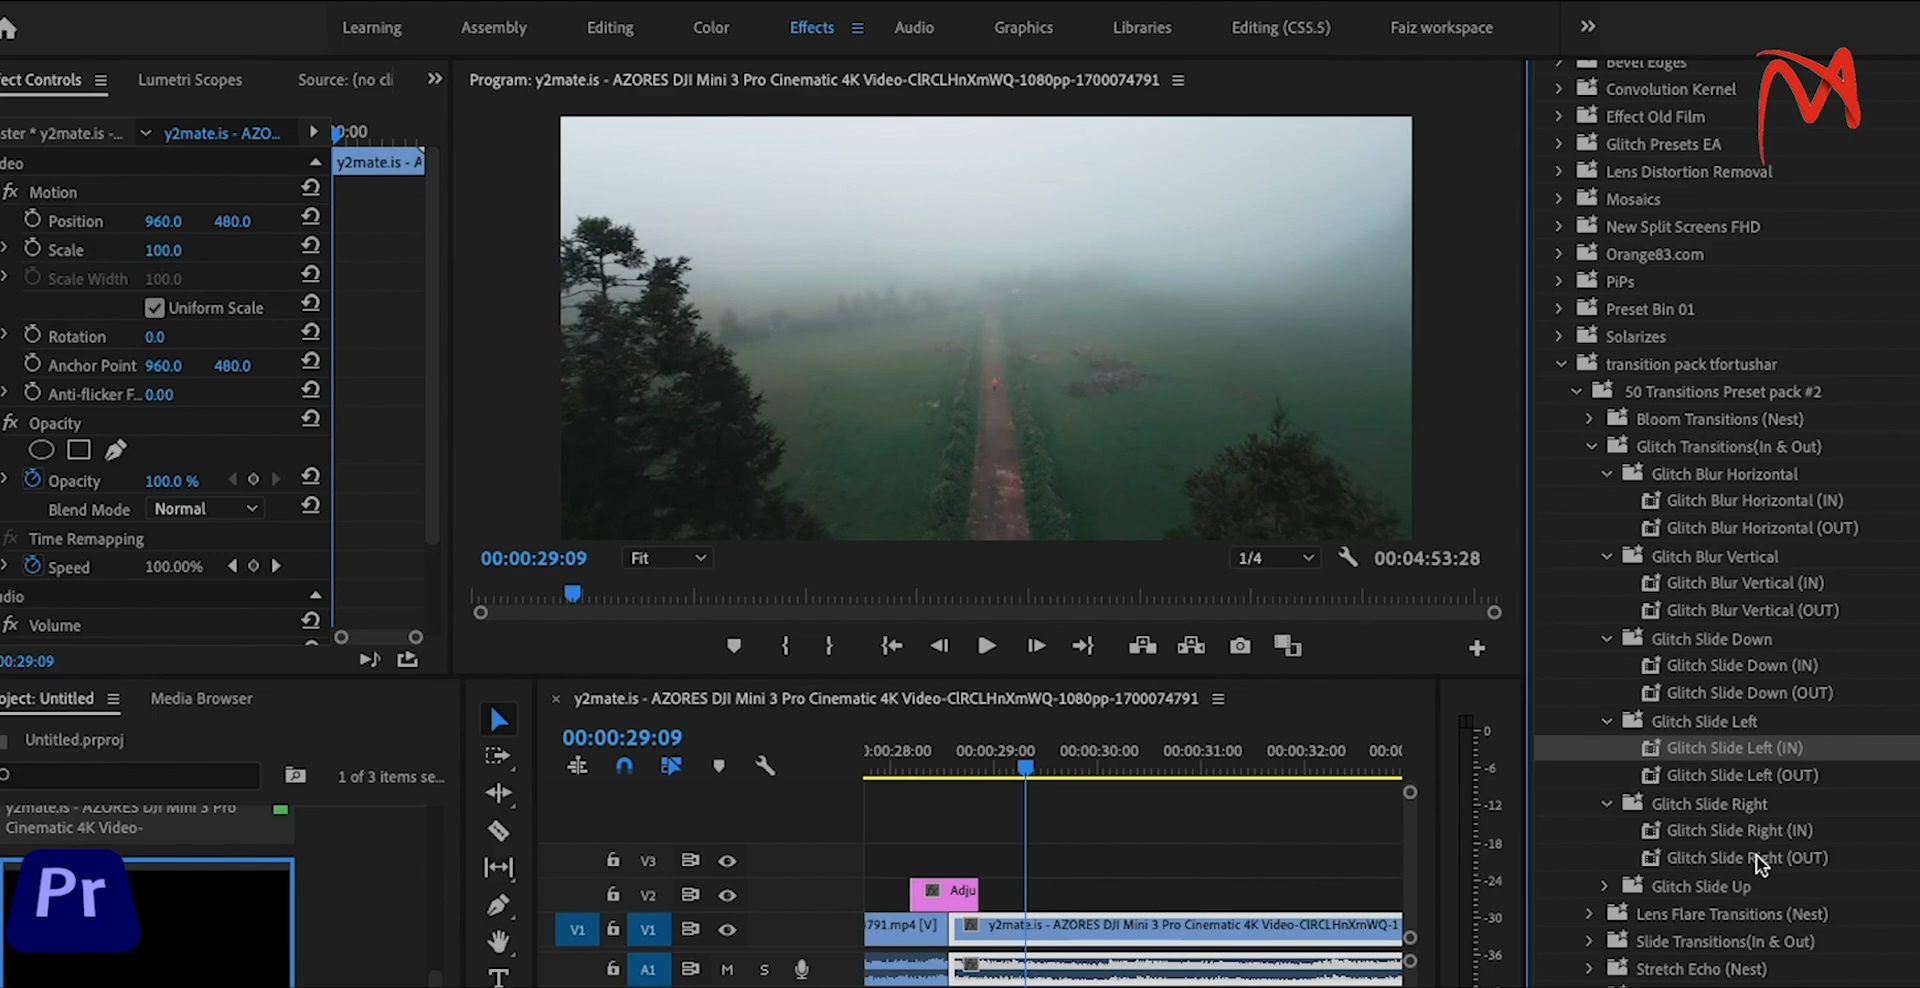 Learning Assembly Editing Color Effects Audio Graphics Libraries Editing (CS5.5) Faiz workspace
fect Controls Lumetri Scopes Source: (no cli
Program: y2mate.is - AZORES DJI Mini 3 Pro Cinematic 4K Video-ClRCLHnXmWQ-1080pp-1700074791
ster * y2mate.is -... y2mate.is - AZO... 0:00
deo
y2mate.is - A
fx Motion
Position 960.0 480.0
Scale 100.0
Scale Width 100.0
Uniform Scale
Rotation 0.0
Anchor Point 960.0 480.0
Anti-flicker F... 0.00
fx Opacity
Opacity 100.0 %
Blend Mode Normal
fx Time Remapping
Speed 100.00%
dio
fx Volume
00:29:09
00:00:29:09 Fit 1/4 00:04:53:28
Bevel Edges
Convolution Kernel
Effect Old Film
Glitch Presets EA
Lens Distortion Removal
Mosaics
New Split Screens FHD
Orange83.com
PiPs
Preset Bin 01
Solarizes
transition pack tfortushar
50 Transitions Preset pack #2
Bloom Transitions (Nest)
Glitch Transitions(In & Out)
Glitch Blur Horizontal
Glitch Blur Horizontal (IN)
Glitch Blur Horizontal (OUT)
Glitch Blur Vertical
Glitch Blur Vertical (IN)
Glitch Blur Vertical (OUT)
Glitch Slide Down
Glitch Slide Down (IN)
Glitch Slide Down (OUT)
Glitch Slide Left
Glitch Slide Left (IN)
Glitch Slide Left (OUT)
Glitch Slide Right
Glitch Slide Right (IN)
Glitch Slide Right (OUT)
Glitch Slide Up
Lens Flare Transitions (Nest)
Slide Transitions(In & Out)
Stretch Echo (Nest)
oject: Untitled Media Browser
Untitled.prproj
1 of 3 items se...
y2mate.is - AZORES DJI Mini 3 Pro
Cinematic 4K Video-
Pr
y2mate.is - AZORES DJI Mini 3 Pro Cinematic 4K Video-ClRCLHnXmWQ-1080pp-1700074791
00:00:29:09
0:00:28:00 00:00:29:00 00:00:30:00 00:00:31:00 00:00:32:00 00:00
V3
V2 Adju
V1 V1 791.mp4 [V] y2mate.is - AZORES DJI Mini 3 Pro Cinematic 4K Video-ClRCLHnXmWQ-1
A1 M S
0
-6
-12
-18
-24
-30
-36